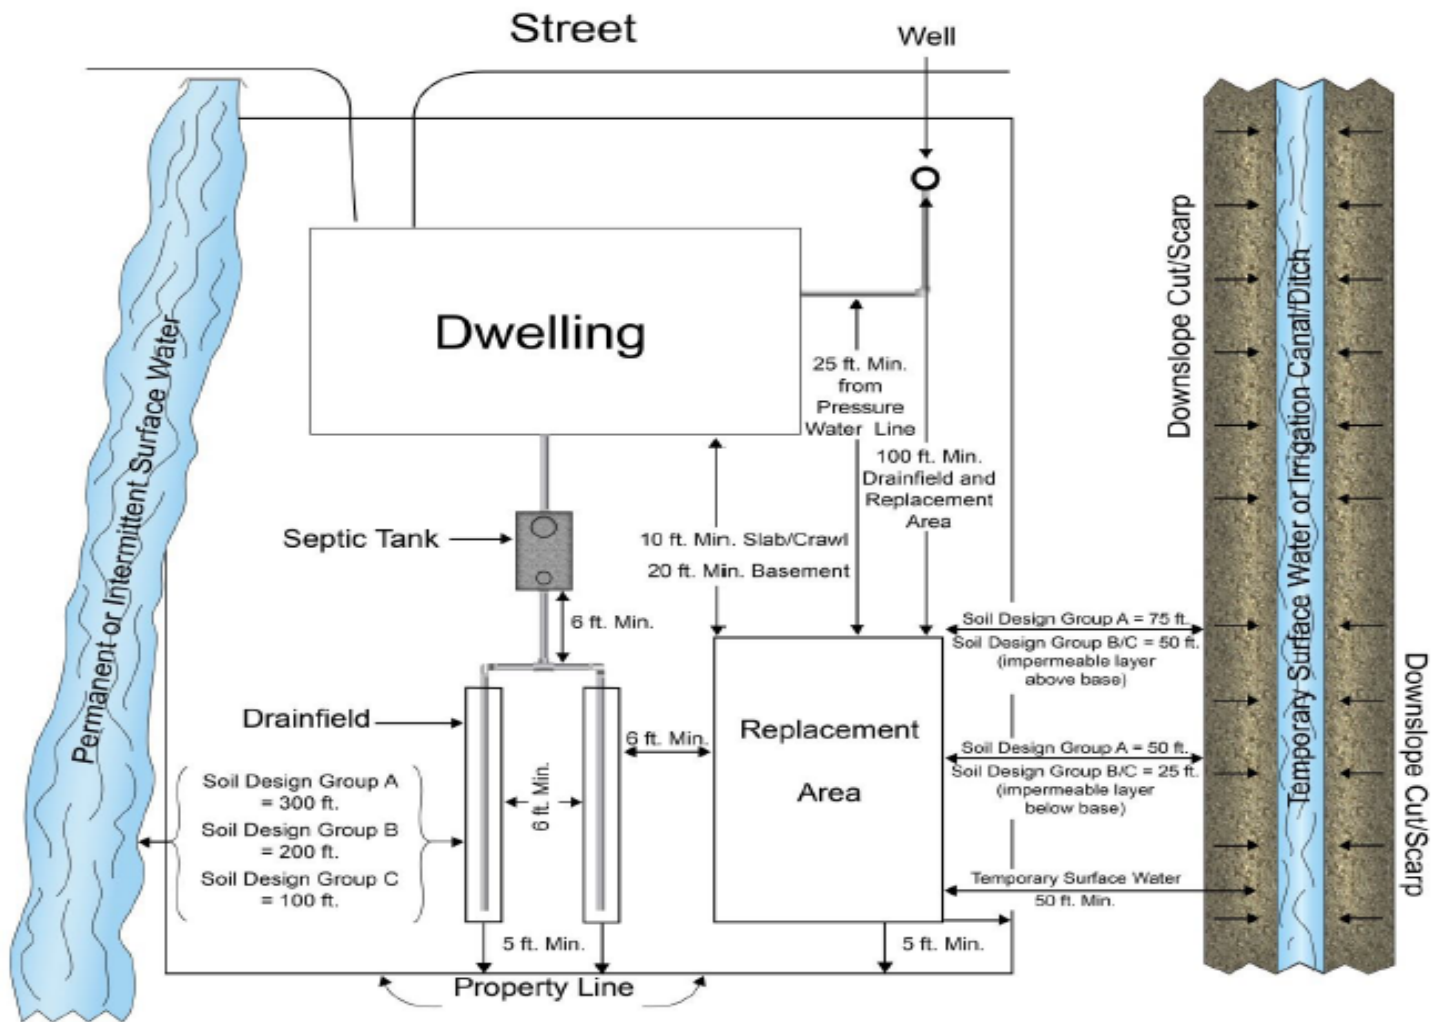 Street
Well
Dwelling
25 ft. Min.
from
Pressure
Water Line
100 ft. Min.
Drainfield and
Replacement
Area
Septic Tank
10 ft. Min. Slab/Crawl
20 ft. Min. Basement
6 ft. Min.
Drainfield
6 ft. Min.
6 ft. Min.
Replacement
Area
Soil Design Group A
= 300 ft.
Soil Design Group B
= 200 ft.
Soil Design Group C
= 100 ft.
5 ft. Min.
5 ft. Min.
Property Line
Permanent or Intermittent Surface Water
Soil Design Group A = 75 ft.
Soil Design Group B/C = 50 ft.
(impermeable layer
above base)
Soil Design Group A = 50 ft.
Soil Design Group B/C = 25 ft.
(impermeable layer
below base)
Temporary Surface Water
50 ft. Min.
Downslope Cut/Scarp
Temporary Surface Water or Irrigation Canal/Ditch
Downslope Cut/Scarp